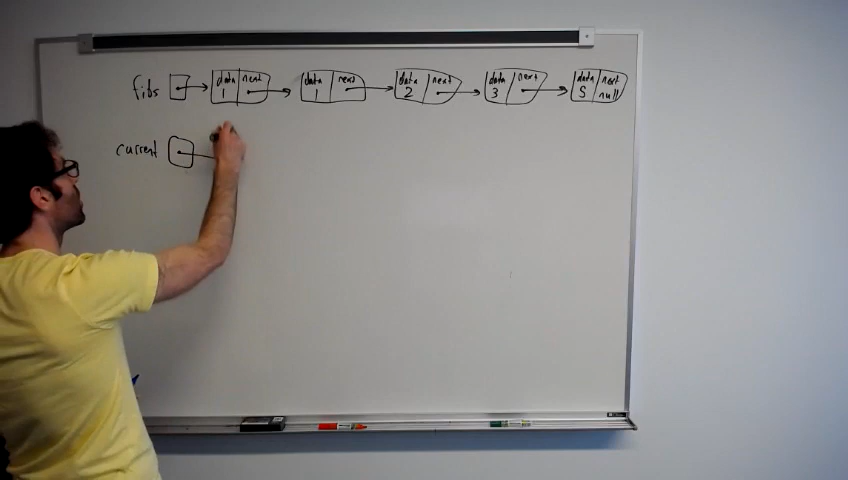 fibs data next data next data next data next data next
1 1 2 3 5 null
current